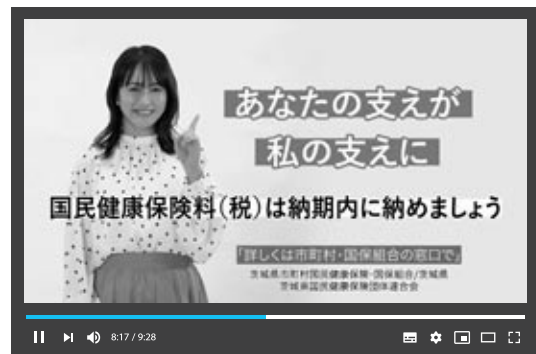 あなたの支えが
私の支えに
国民健康保険料(税)は納期内に納めましょう
「詳しくは市町村・国保組合の窓口で」
茨城県市町村国民健康保険・国保組合/茨城県
茨城県国民健康保険団体連合会
8:17 / 9:28